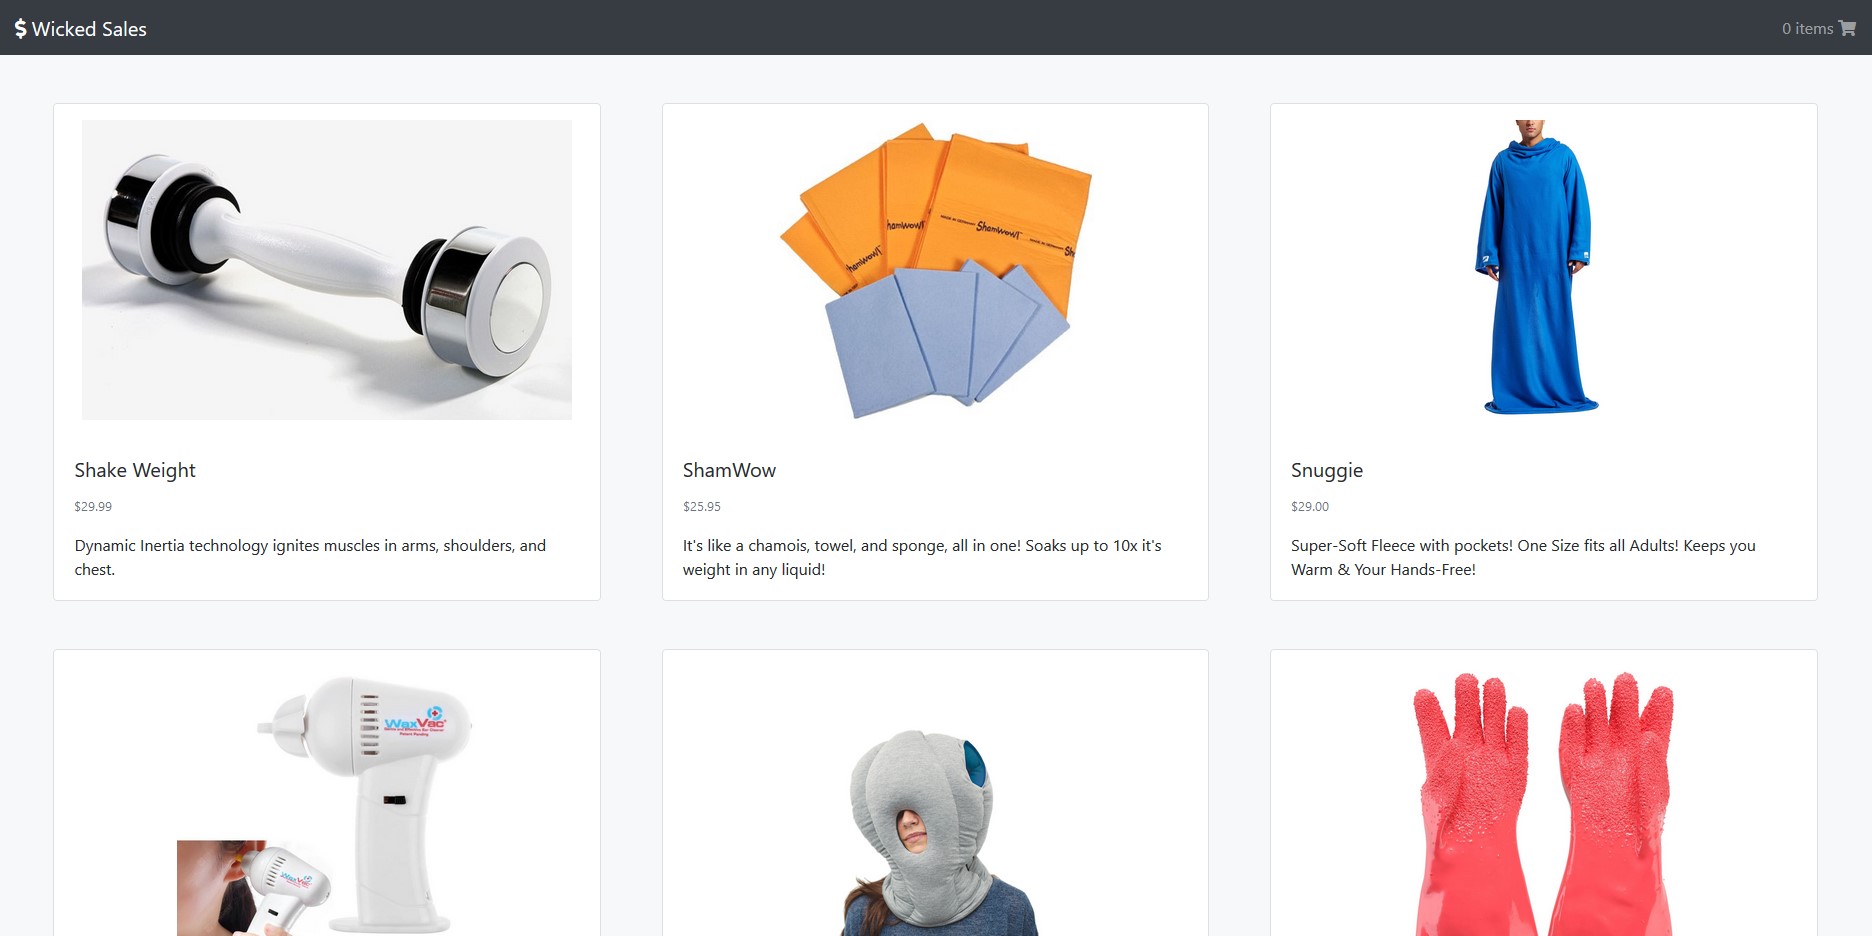 $ Wicked Sales
0 items
ShamWow!
ShamWow!
ShamWow!
Shake Weight
$29.99
Dynamic Inertia technology ignites muscles in arms, shoulders, and
chest.
ShamWow
$25.95
It's like a chamois, towel, and sponge, all in one! Soaks up to 10x it's
weight in any liquid!
Snuggie
$29.00
Super-Soft Fleece with pockets! One Size fits all Adults! Keeps you
Warm & Your Hands-Free!
WaxVac
WaxVac